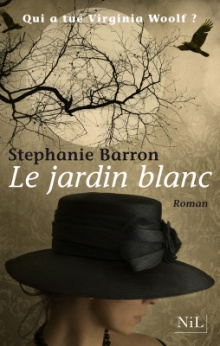 Qui a tué Virginia Woolf ?
Stephanie Barron
Le jardin blanc
Roman
NiL